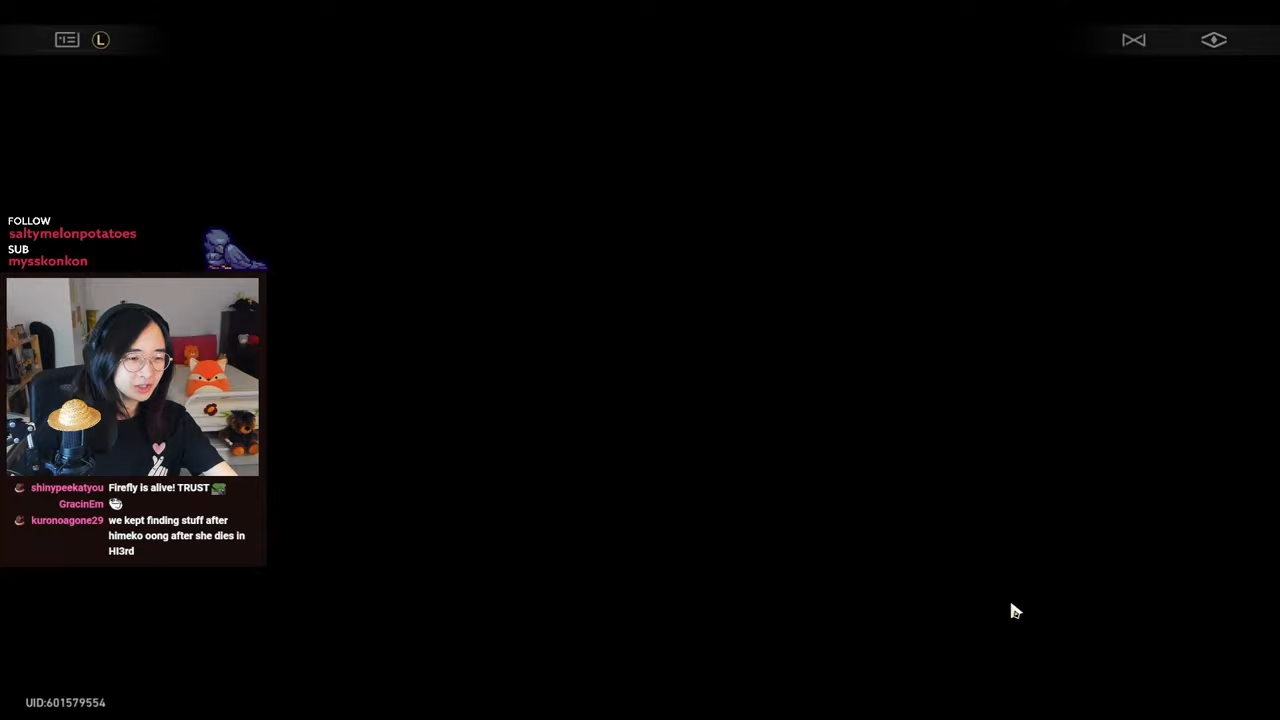 L
FOLLOW
saltymelonpotatoes
SUB
mysskonkon
shinypeekatyou Firefly is alive! TRUST
GracinEm
kuronoagone29 we kept finding stuff after
himeko oong after she dies in
HI3rd
UID:601579554